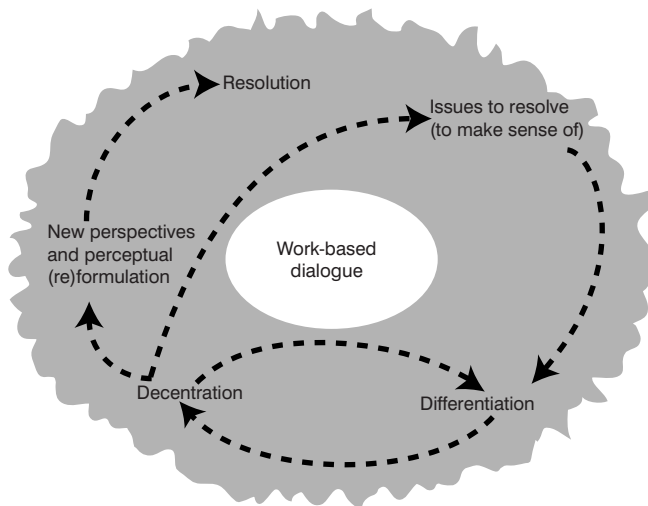 Resolution
Issues to resolve
(to make sense of)
New perspectives
and perceptual
(re)formulation
Work-based
dialogue
Decentration
Differentiation